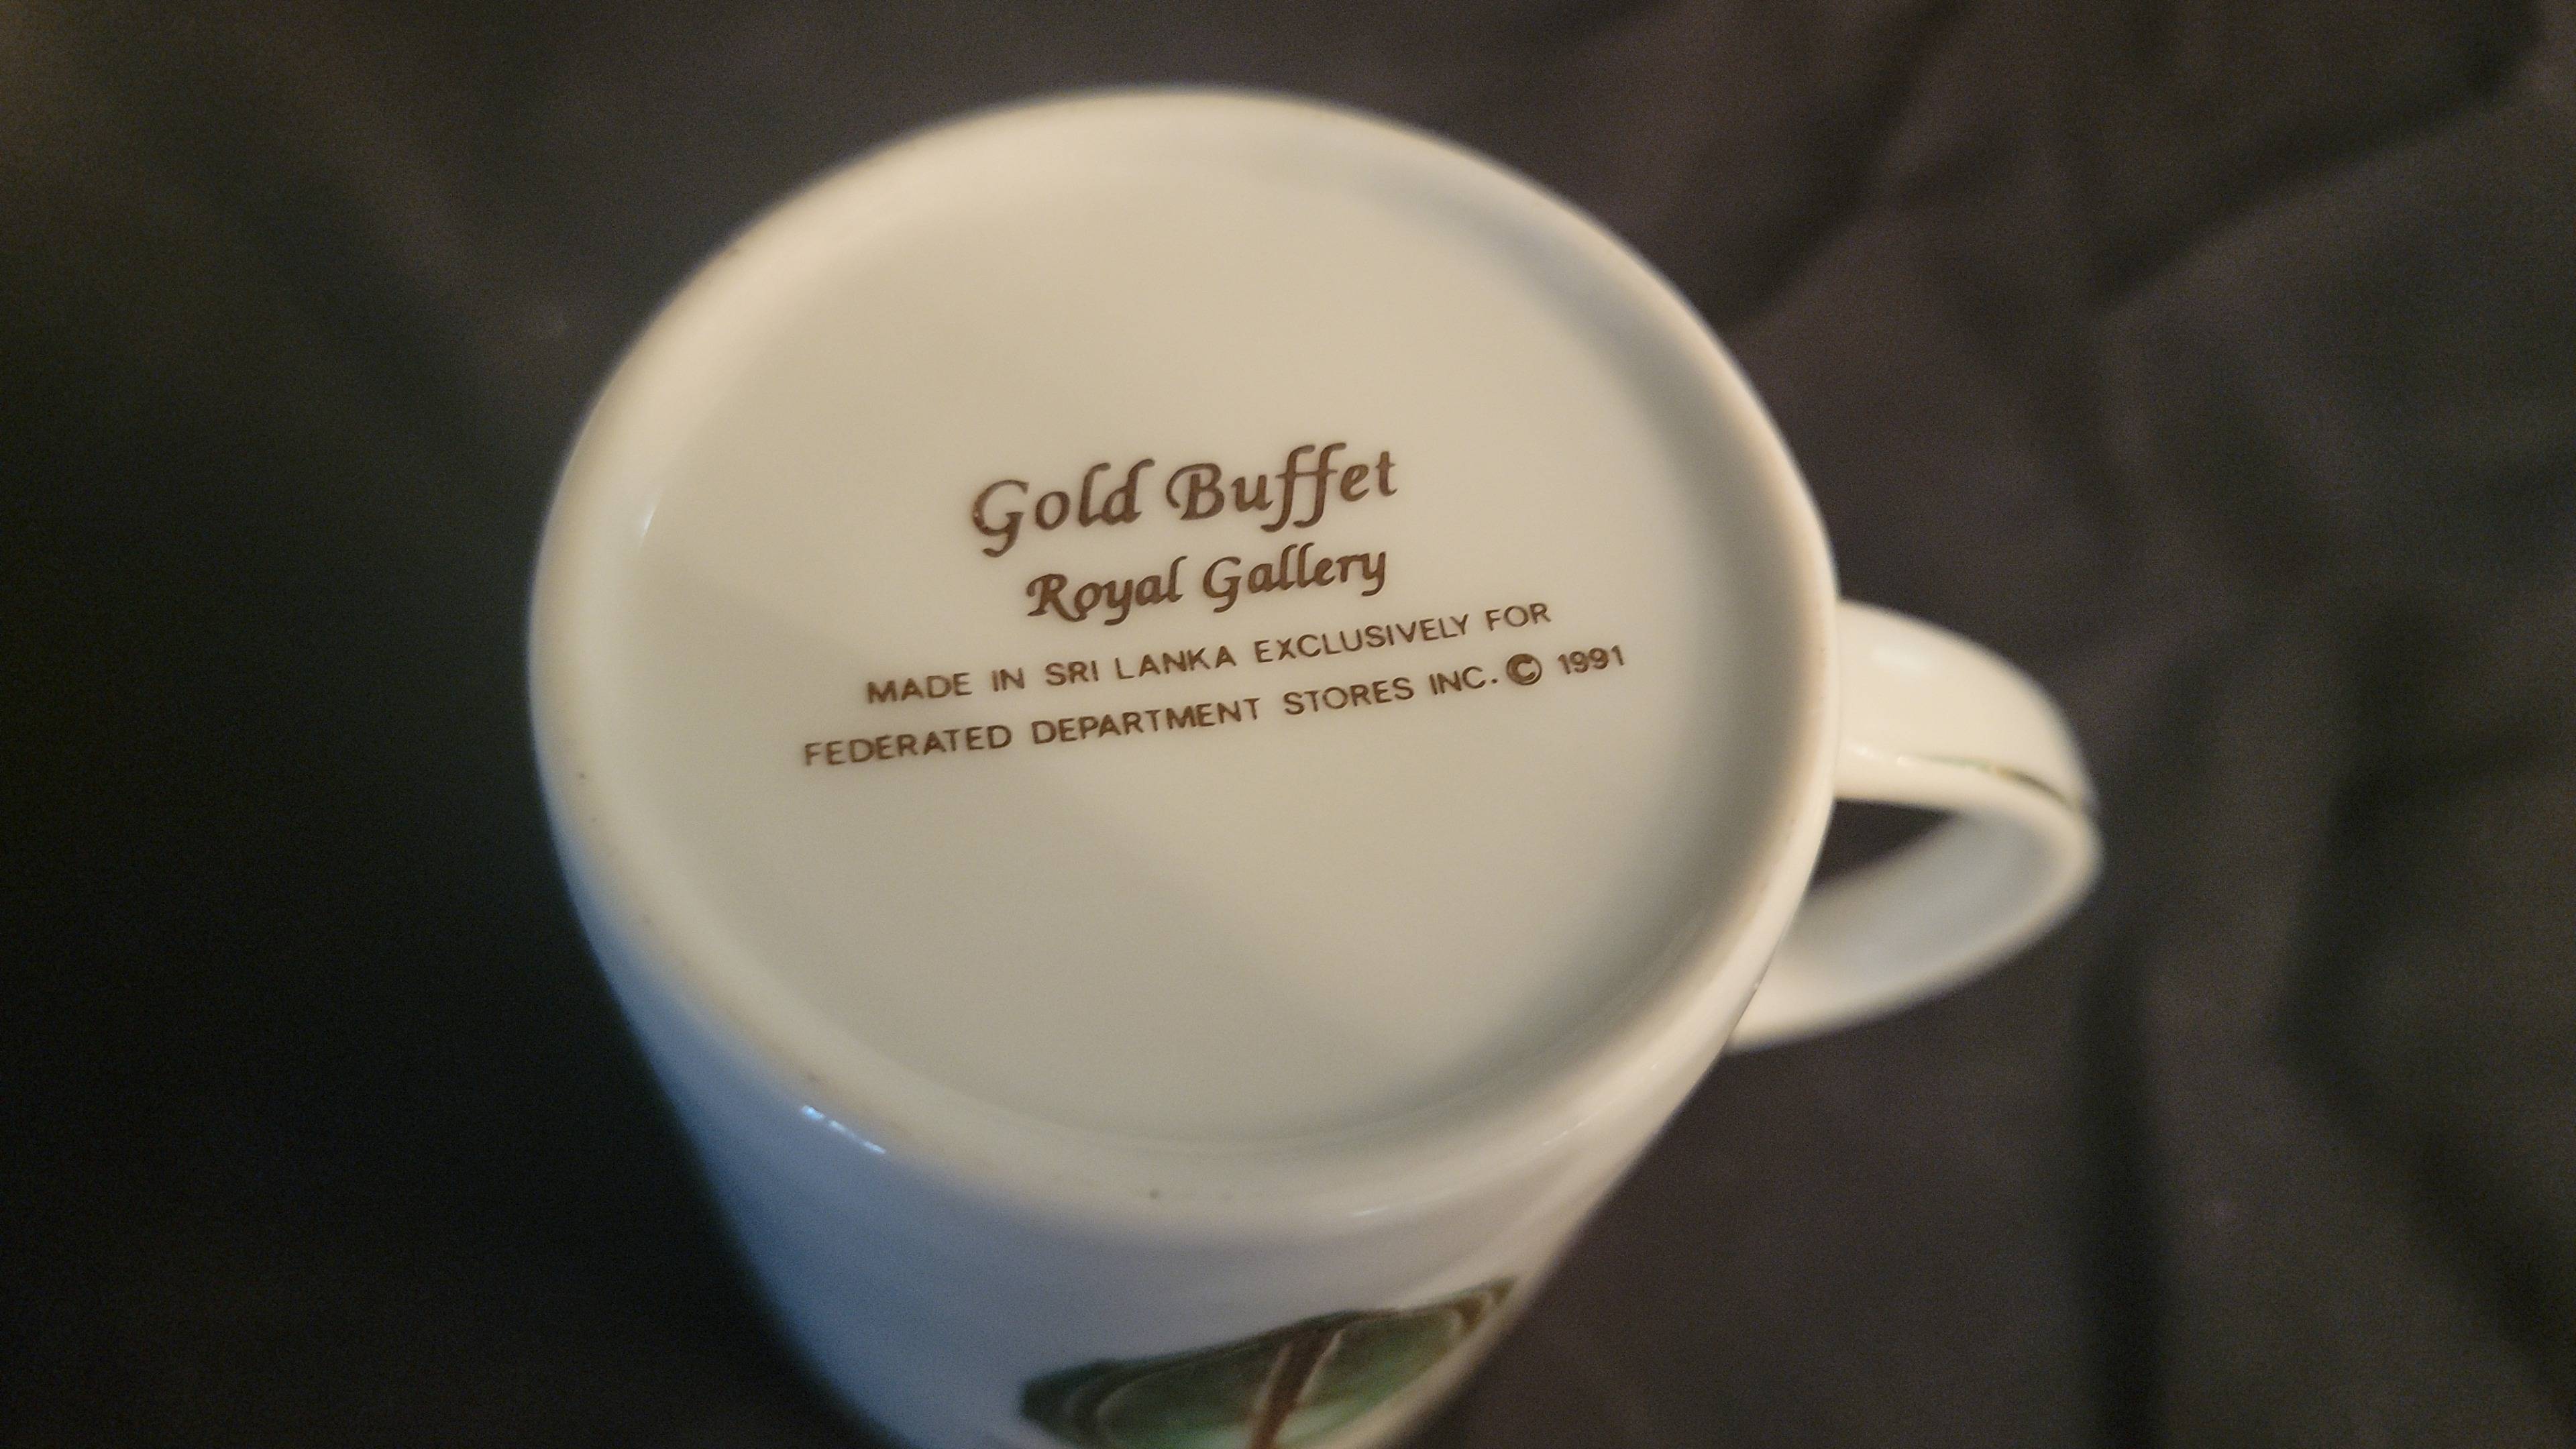 Gold Buffet
Royal Gallery
MADE IN SRI LANKA EXCLUSIVELY FOR
FEDERATED DEPARTMENT STORES INC. © 1991